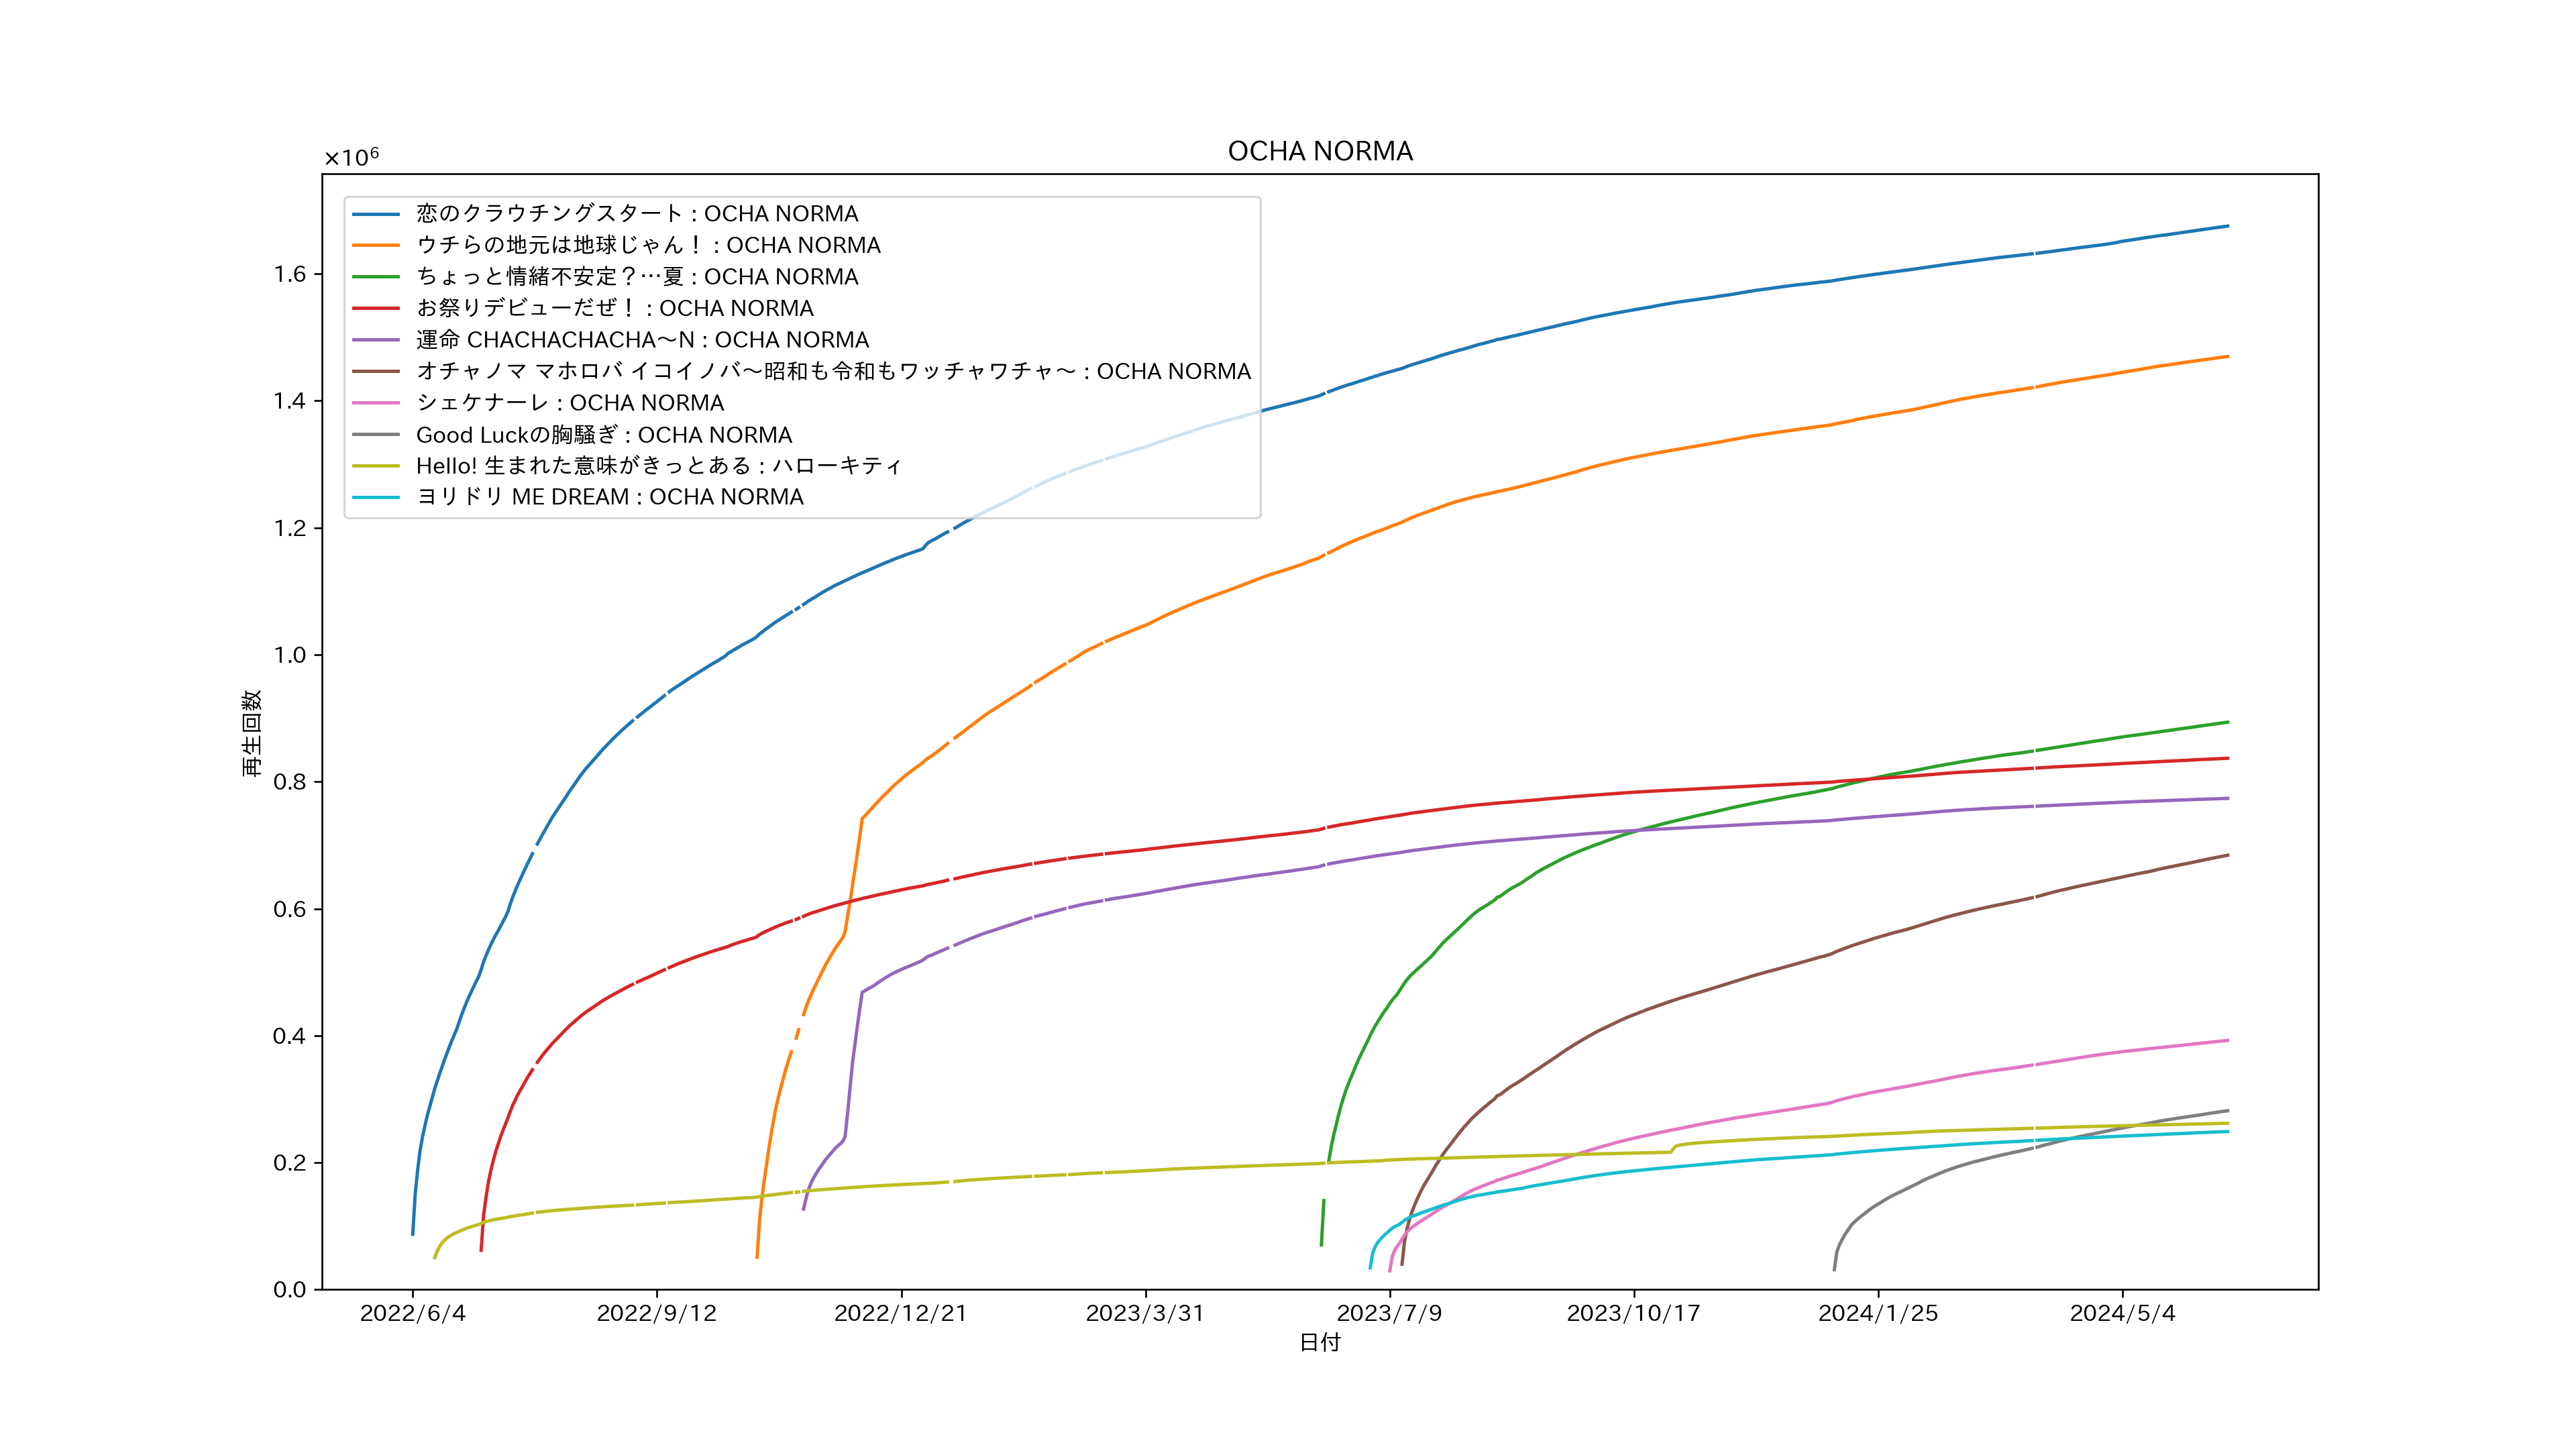 OCHA NORMA
×10⁶
恋のクラウチングスタート : OCHA NORMA
ウチらの地元は地球じゃん！ : OCHA NORMA
ちょっと情緒不安定？…夏 : OCHA NORMA
お祭りデビューだぜ！ : OCHA NORMA
運命 CHACHACHACHA〜N : OCHA NORMA
オチャノマ マホロバ イコイノバ〜昭和も令和もワッチャワチャ〜 : OCHA NORMA
シェケナーレ : OCHA NORMA
Good Luckの胸騒ぎ : OCHA NORMA
Hello! 生まれた意味がきっとある : ハローキティ
ヨリドリ ME DREAM : OCHA NORMA
1.6
1.4
1.2
1.0
0.8
0.6
0.4
0.2
0.0
再生回数
2022/6/4
2022/9/12
2022/12/21
2023/3/31
2023/7/9
2023/10/17
2024/1/25
2024/5/4
日付